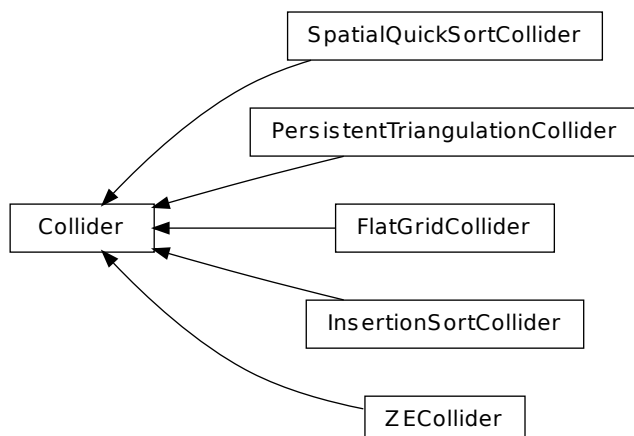 SpatialQuickSortCollider
PersistentTriangulationCollider
Collider
FlatGridCollider
InsertionSortCollider
ZECollider